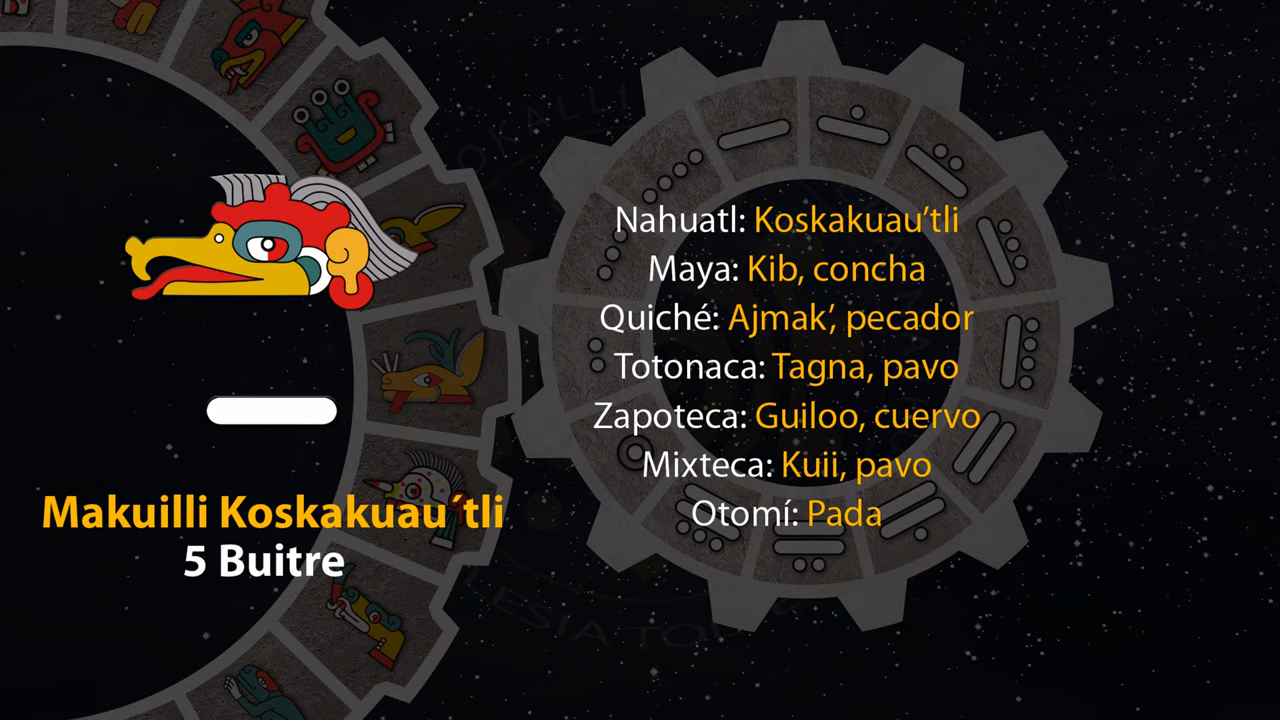 Makuilli Koskakuau´tli
5 Buitre
Nahuatl: Koskakuau’tli
Maya: Kib, concha
Quiché: Ajmak’, pecador
Totonaca: Tagna, pavo
Zapoteca: Guiloo, cuervo
Mixteca: Kuii, pavo
Otomí: Pada